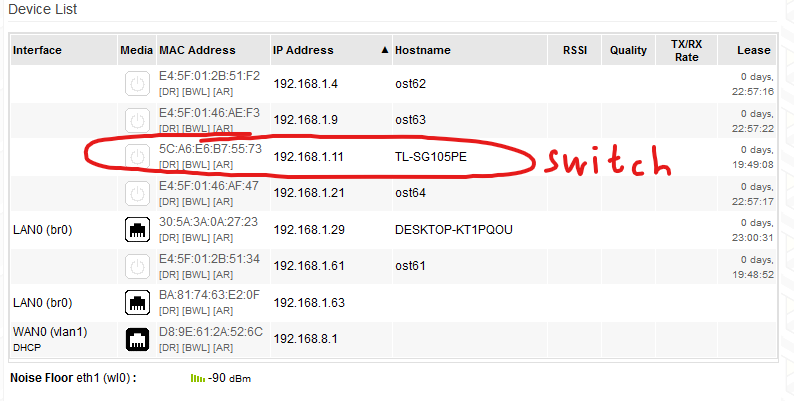 Device List
Interface Media MAC Address IP Address ▲ Hostname RSSI Quality TX/RX Rate Lease
E4:5F:01:2B:51:F2 192.168.1.4 ost62 0 days,
[DR] [BWL] [AR] 22:57:16
E4:5F:01:46:AE:F3 192.168.1.9 ost63 0 days,
[DR] [BWL] [AR] 22:57:22
5C:A6:E6:B7:55:73 192.168.1.11 TL-SG105PE 0 days,
[DR] [BWL] [AR] 19:49:08
switch
E4:5F:01:46:AF:47 192.168.1.21 ost64 0 days,
[DR] [BWL] [AR] 22:57:17
LAN0 (br0) 30:5A:3A:0A:27:23 192.168.1.29 DESKTOP-KT1PQOU 0 days,
[DR] [BWL] [AR] 23:00:31
E4:5F:01:2B:51:34 192.168.1.61 ost61 0 days,
[DR] [BWL] [AR] 19:48:52
LAN0 (br0) BA:81:74:63:E2:0F 192.168.1.63
[DR] [BWL] [AR]
WAN0 (vlan1) D8:9E:61:2A:52:6C 192.168.8.1
DHCP [DR] [BWL] [AR]
Noise Floor eth1 (wl0) : -90 dBm